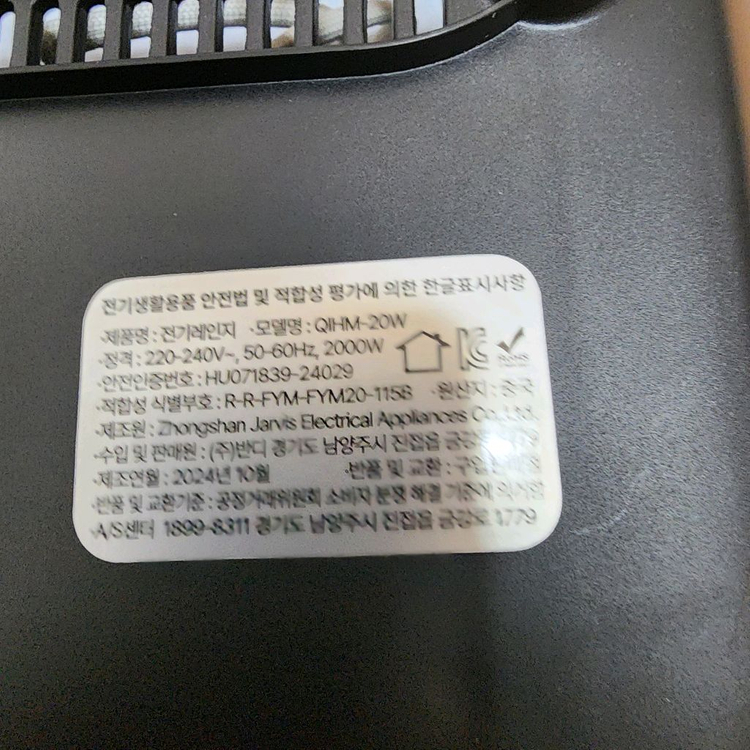 전기생활용품 안전법 및 적합성 평가에 의한 한글표시사항
·제품명 : 전기레인지 ·모델명 : QIHM-20W
·정격 : 220-240V~, 50-60Hz, 2000W
·안전인증번호 : HU071839-24029
RoHS
·적합성 식별부호 : R-R-FYM-FYM20-115B ·원산지 : 중국
·제조원 : Zhongshan Jarvis Electrical Appliances Co., Ltd.
·수입 및 판매원 : (주)반디 경기도 남양주시 진접읍 금강로 1779
·제조연월 : 2024년 10월 ·반품 및 교환 : 구입
·반품 및 교환기준 : 공정거래위원회 소비자 분쟁 해결 기준에 의거함
·A/S센터 1899-8311 경기도 남양주시 진접읍 금강로 1779